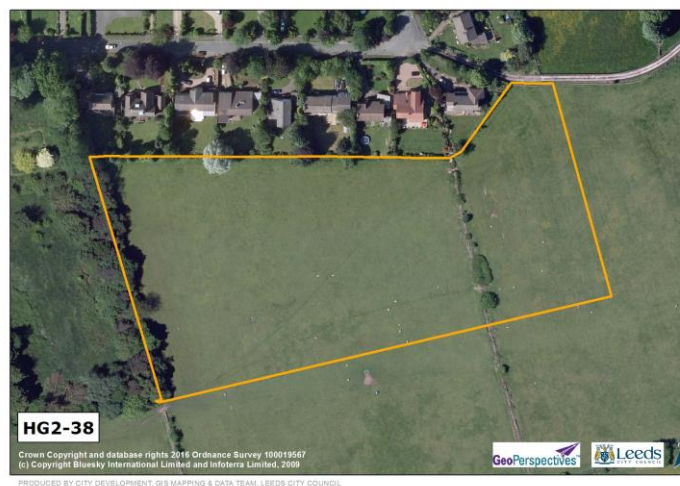 HG2-38
Crown Copyright and database rights 2016 Ordnance Survey 100019567
(c) Copyright Bluesky International Limited and Infoterra Limited, 2009
GeoPerspectives
Leeds
CITY COUNCIL
PRODUCED BY CITY DEVELOPMENT, GIS MAPPING & DATA TEAM, LEEDS CITY COUNCIL